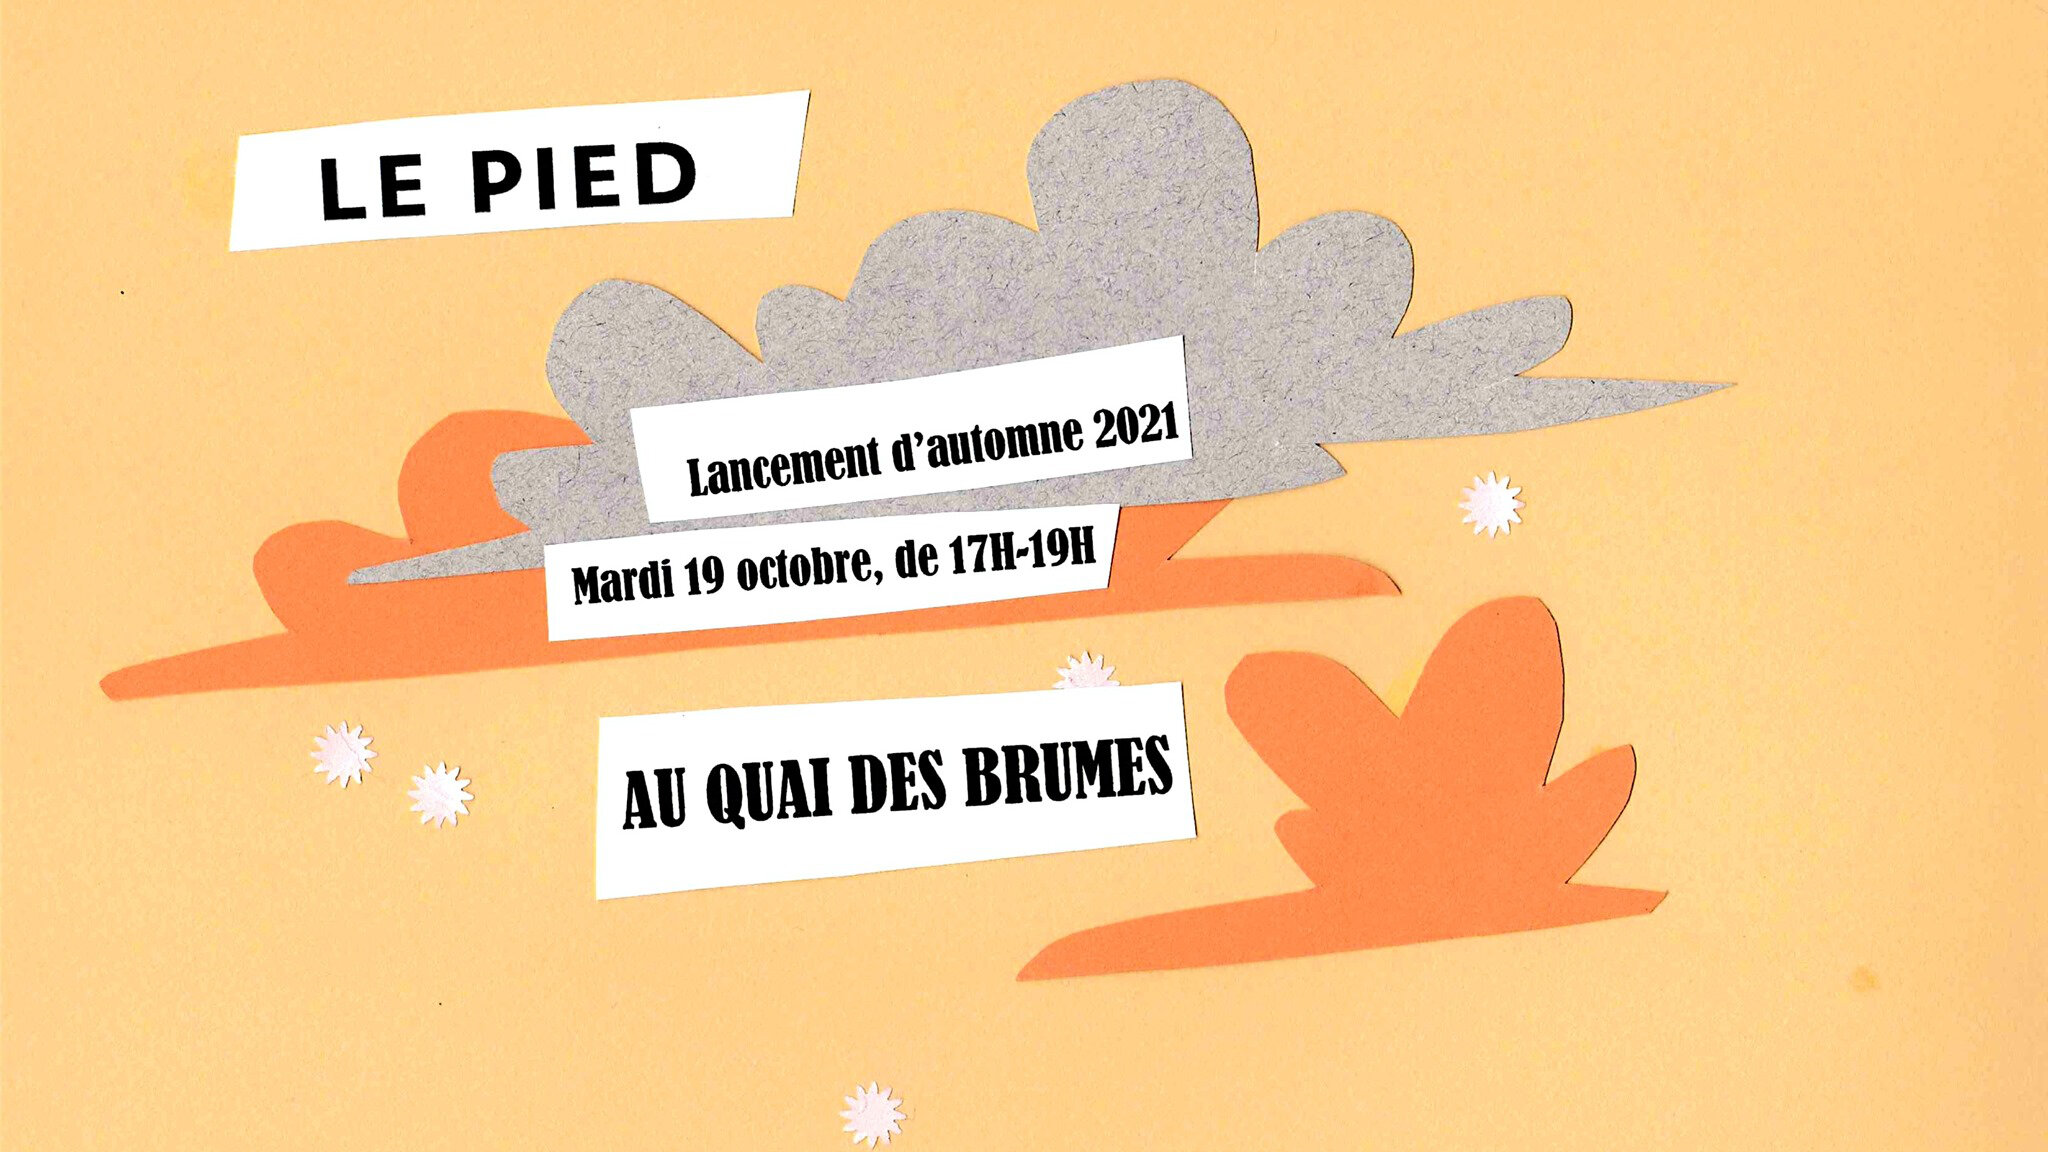 LE PIED
Lancement d'automne 2021
Mardi 19 octobre, de 17H-19H
AU QUAI DES BRUMES